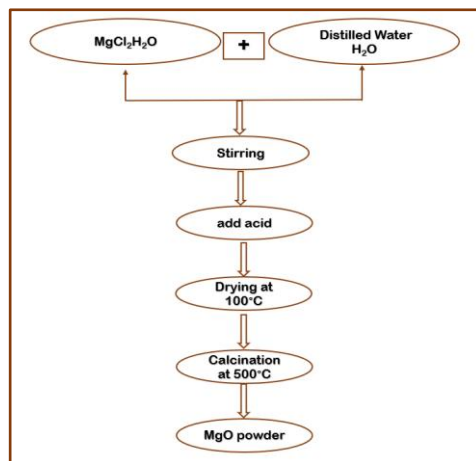 MgCl₂H₂O
+
Distilled Water
H₂O
Stirring
add acid
Drying at
100°C
Calcination
at 500°C
MgO powder